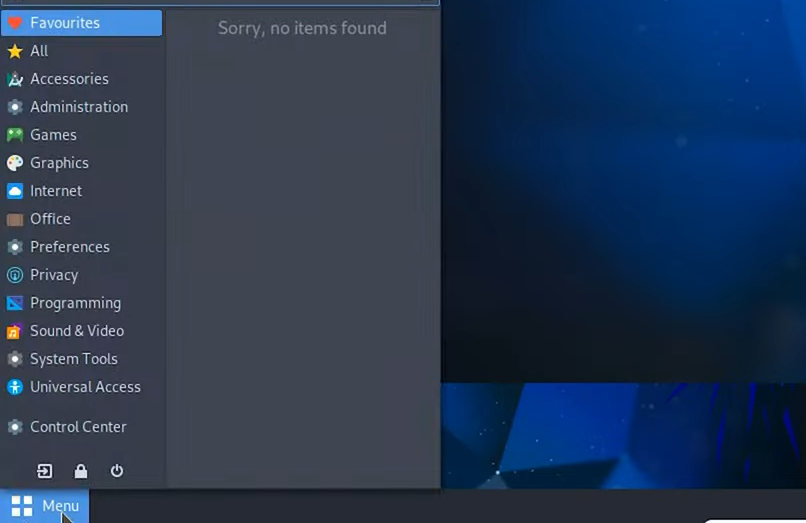 Favourites
Sorry, no items found
All
Accessories
Administration
Games
Graphics
Internet
Office
Preferences
Privacy
Programming
Sound & Video
System Tools
Universal Access
Control Center
Menu